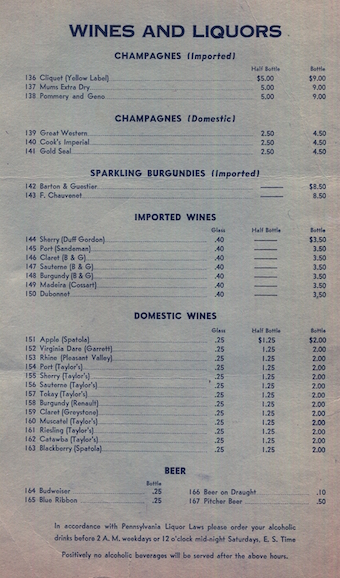 WINES AND LIQUORS
CHAMPAGNES (Imported)
Half Bottle Bottle
136 Cliquet (Yellow Label) $5.00 $9.00
137 Mums Extra Dry 5.00 9.00
138 Pommery and Geno 5.00 9.00
CHAMPAGNES (Domestic)
139 Great Western 2.50 4.50
140 Cook's Imperial 2.50 4.50
141 Gold Seal 2.50 4.50
SPARKLING BURGUNDIES (Imported)
142 Barton & Guestier $8.50
143 F. Chauvenet 8.50
IMPORTED WINES
Glass Half Bottle Bottle
144 Sherry (Duff Gordon) .40 $3.50
145 Port (Sandeman) .40 3.50
146 Claret (B & G) .40 3.50
147 Sauterne (B & G) .40 3.50
148 Burgundy (B & G) .40 3.50
149 Madeira (Cossart) .40 3.50
150 Dubonnet .40 3.50
DOMESTIC WINES
Glass Half Bottle Bottle
151 Apple (Spatola) .25 $1.25 $2.00
152 Virginia Dare (Garrett) .25 1.25 2.00
153 Rhine (Pleasant Valley) .25 1.25 2.00
154 Port (Taylor's) .25 1.25 2.00
155 Sherry (Taylor's) .25 1.25 2.00
156 Sauterne (Taylor's) .25 1.25 2.00
157 Tokay (Taylor's) .25 1.25 2.00
158 Burgundy (Renault) .25 1.25 2.00
159 Claret (Greystone) .25 1.25 2.00
160 Muscatel (Taylor's) .25 1.25 2.00
161 Riesling (Taylor's) .25 1.25 2.00
162 Catawba (Taylor's) .25 1.25 2.00
163 Blackberry (Spatola) .25 1.25 2.00
BEER
Bottle
164 Budweiser .25 166 Beer on Draught .10
165 Blue Ribbon .25 167 Pitcher Beer .50
In accordance with Pennsylvania Liquor Laws please order your alcoholic
drinks before 2 A. M. weekdays or 12 o'clock mid-night Saturdays, E. S. Time
Positively no alcoholic beverages will be served after the above hours.